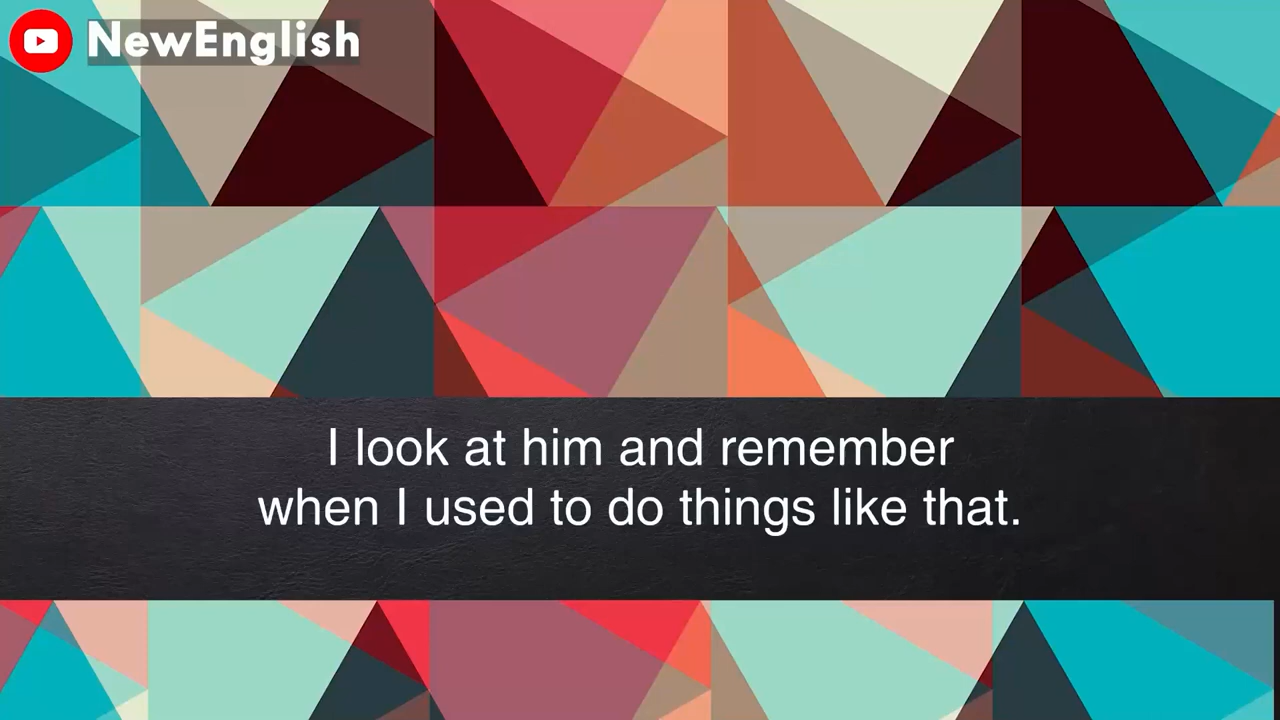 NewEnglish
I look at him and remember
when I used to do things like that.